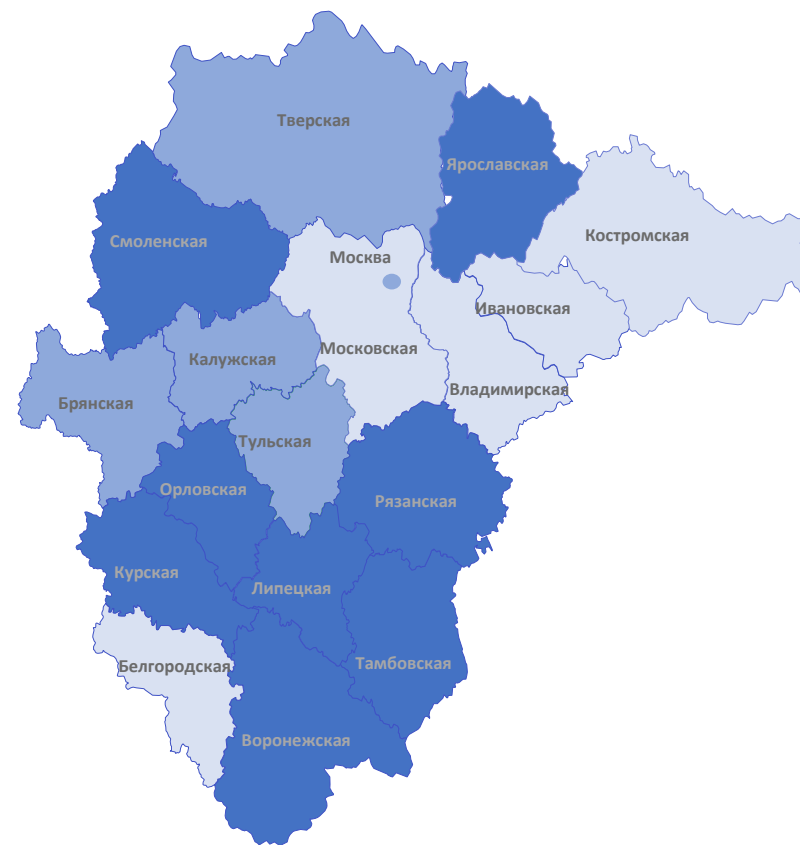 Тверская
Ярославская
Костромская
Смоленская
Москва
Ивановская
Московская
Калужская
Владимирская
Брянская
Тульская
Орловская
Рязанская
Курская
Липецкая
Тамбовская
Белгородская
Воронежская